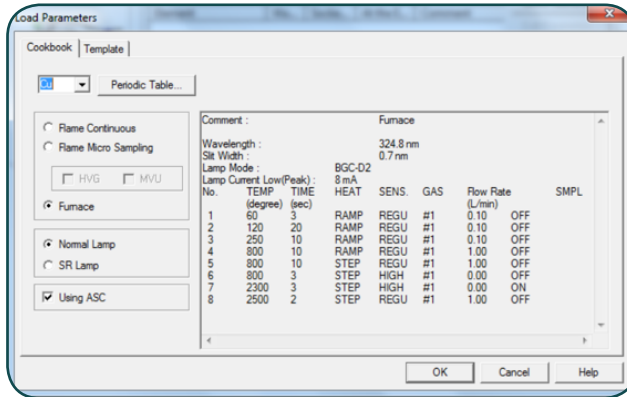 Load Parameters
Cookbook
Template
Cu
Periodic Table...
Flame Continuous
Flame Micro Sampling
HVG
MVU
Furnace
Normal Lamp
SR Lamp
Using ASC
Comment : Furnace
Wavelength : 324.8 nm
Slit Width : 0.7 nm
Lamp Mode : BGC-D2
Lamp Current Low(Peak) : 8 mA
No. TEMP TIME HEAT SENS. GAS Flow Rate SMPL
(degree) (sec) (L/min)
1 60 3 RAMP REGU #1 0.10 OFF
2 120 20 RAMP REGU #1 0.10 OFF
3 250 10 RAMP REGU #1 0.10 OFF
4 800 10 RAMP REGU #1 1.00 OFF
5 800 10 STEP REGU #1 1.00 OFF
6 800 3 STEP HIGH #1 0.00 OFF
7 2300 3 STEP HIGH #1 0.00 ON
8 2500 2 STEP REGU #1 1.00 OFF
OK
Cancel
Help